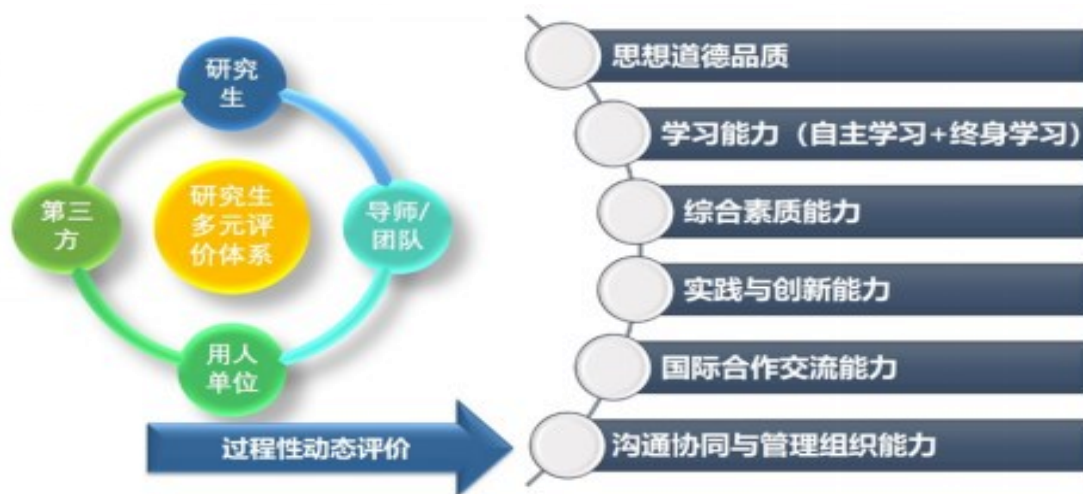 研究
生
第三
方
研究生
多元评
价体系
导师/
团队
用人
单位
过程性动态评价
思想道德品质
学习能力（自主学习+终身学习）
综合素质能力
实践与创新能力
国际合作交流能力
沟通协同与管理组织能力